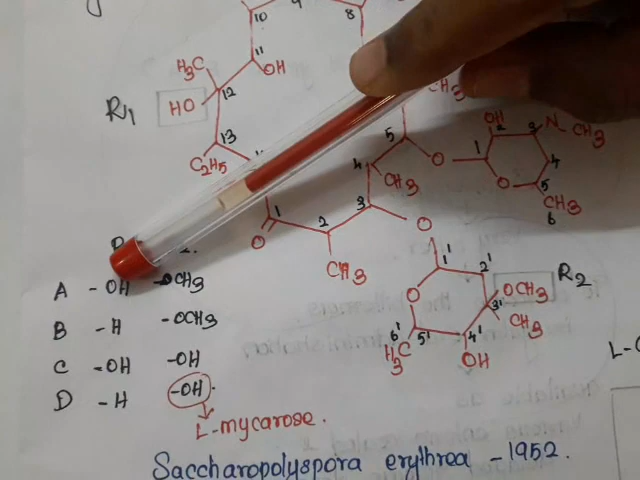 10 9 8
11
OH
H3C
R1
HO
12
13
C2H5
CH3
5
4
CH3
3
2
1
O
CH3
O
O
1 OH 2 3 N CH3
O
4
5
CH3
6
1' 2'
O
R2
OCH3
3'
CH3
4'
OH
5'
6'
H3C
A - OH - OCH3
B - H - OCH3
C - OH - OH
D - H - OH.
L-mycarose.
Saccharopolyspora erythrea - 1952.
L-